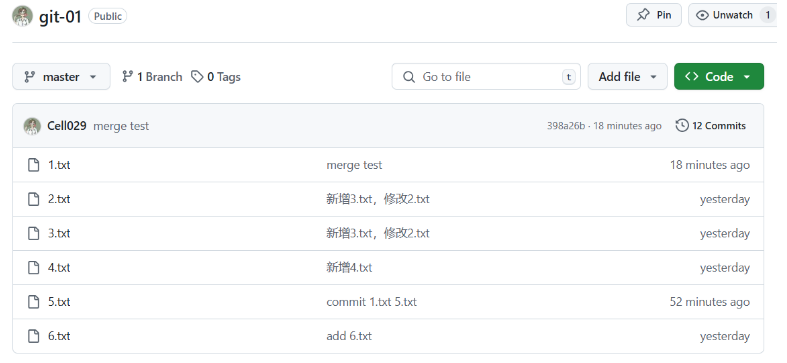 git-01 Public Pin Unwatch 1
master 1 Branch 0 Tags Go to file t Add file Code
Cell029 merge test 398a26b · 18 minutes ago 12 Commits
1.txt merge test 18 minutes ago
2.txt 新增3.txt，修改2.txt yesterday
3.txt 新增3.txt，修改2.txt yesterday
4.txt 新增4.txt yesterday
5.txt commit 1.txt 5.txt 52 minutes ago
6.txt add 6.txt yesterday